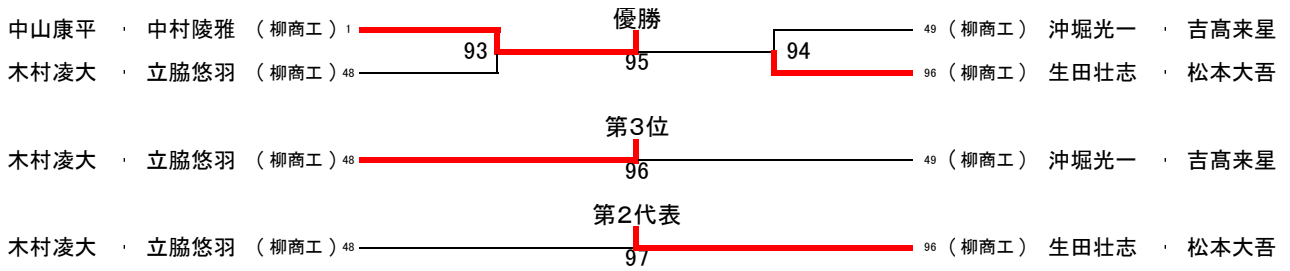 優勝
中山康平 ・ 中村陵雅 （柳商工） 1 49 （柳商工） 沖堀光一 ・ 吉髙来星
93 95 94
木村凌大 ・ 立脇悠羽 （柳商工） 48 96 （柳商工） 生田壮志 ・ 松本大吾
第3位
木村凌大 ・ 立脇悠羽 （柳商工） 48 49 （柳商工） 沖堀光一 ・ 吉髙来星
96
第2代表
木村凌大 ・ 立脇悠羽 （柳商工） 48 96 （柳商工） 生田壮志 ・ 松本大吾
97